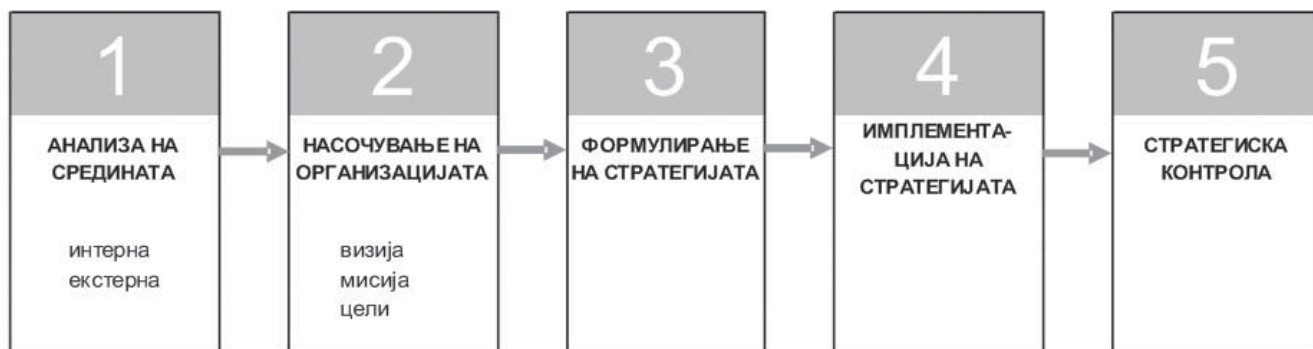 1
АНАЛИЗА НА
СРЕДИНАТА
интерна
екстерна
2
НАСОЧУВАЊЕ НА
ОРГАНИЗАЦИЈАТА
визија
мисија
цели
3
ФОРМУЛИРАЊЕ
НА СТРАТЕГИЈАТА
4
ИМПЛЕМЕНТА-
ЦИЈА НА
СТРАТЕГИЈАТА
5
СТРАТЕГИСКА
КОНТРОЛА